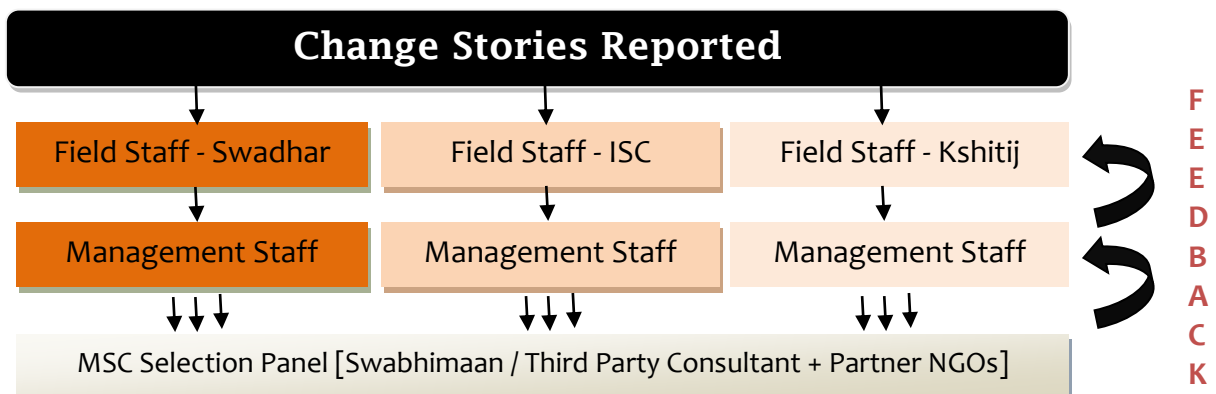 Change Stories Reported
Field Staff - Swadhar
Field Staff - ISC
Field Staff - Kshitij
Management Staff
Management Staff
Management Staff
MSC Selection Panel [Swabhimaan / Third Party Consultant + Partner NGOs]
F
E
E
D
B
A
C
K